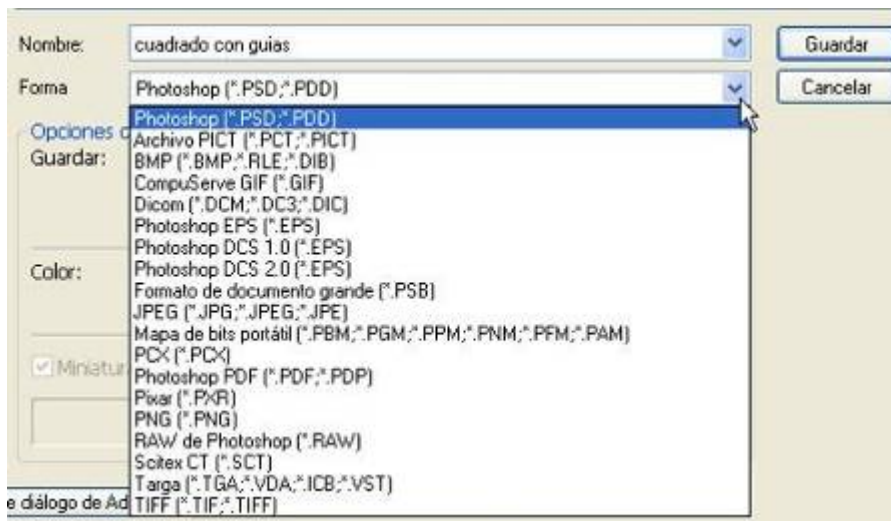 Nombre: cuadrado con guias Guardar
Forma Photoshop (*.PSD;*.PDD) Cancelar
Photoshop (*.PSD;*.PDD)
Opciones
Archivo PICT (*.PCT;*.PICT)
Guardar: BMP (*.BMP;*.RLE;*.DIB)
CompuServe GIF (*.GIF)
Dicom (*.DCM;*.DC3;*.DIC)
Photoshop EPS (*.EPS)
Photoshop DCS 1.0 (*.EPS)
Color: Photoshop DCS 2.0 (*.EPS)
Formato de documento grande (*.PSB)
JPEG (*.JPG;*.JPEG;*.JPE)
Mapa de bits portátil (*.PBM;*.PGM;*.PPM;*.PNM;*.PFM;*.PAM)
PCX (*.PCX)
Miniatur Photoshop PDF (*.PDF;*.PDP)
Pixar (*.PXR)
PNG (*.PNG)
RAW de Photoshop (*.RAW)
Scitex CT (*.SCT)
Targa (*.TGA;*.VDA;*.ICB;*.VST)
e diálogo de Ad TIFF (*.TIF;*.TIFF)